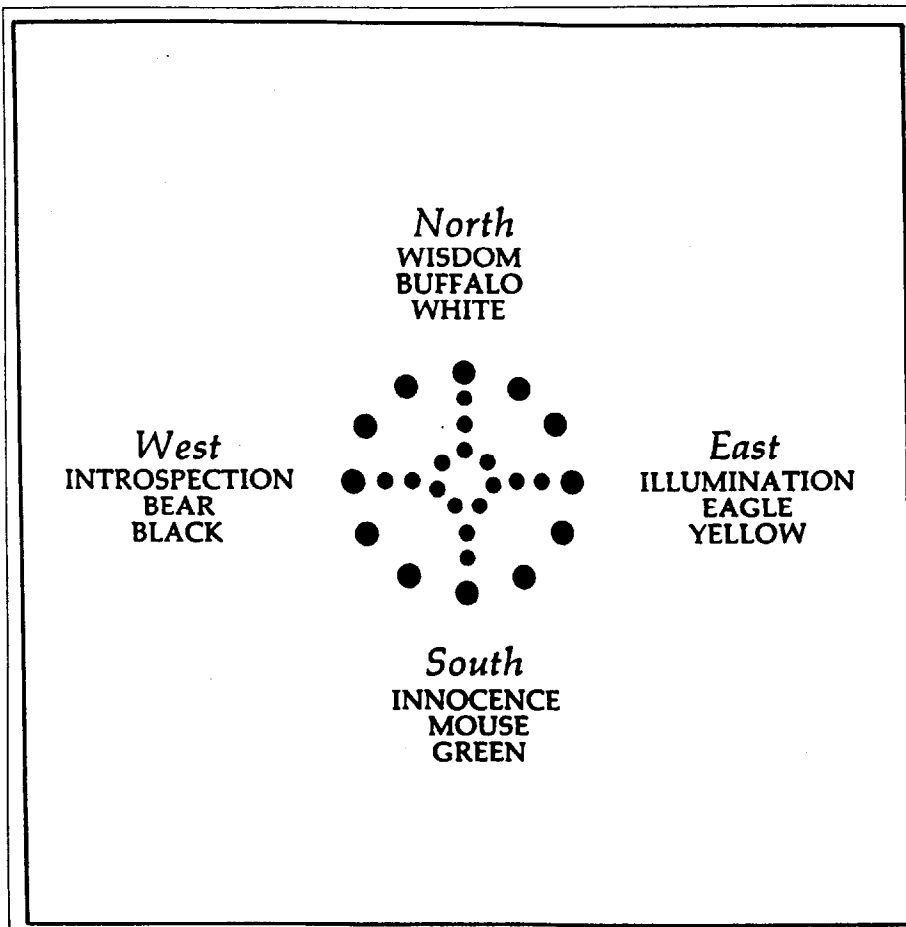 North
WISDOM
BUFFALO
WHITE
West
INTROSPECTION
BEAR
BLACK
East
ILLUMINATION
EAGLE
YELLOW
South
INNOCENCE
MOUSE
GREEN